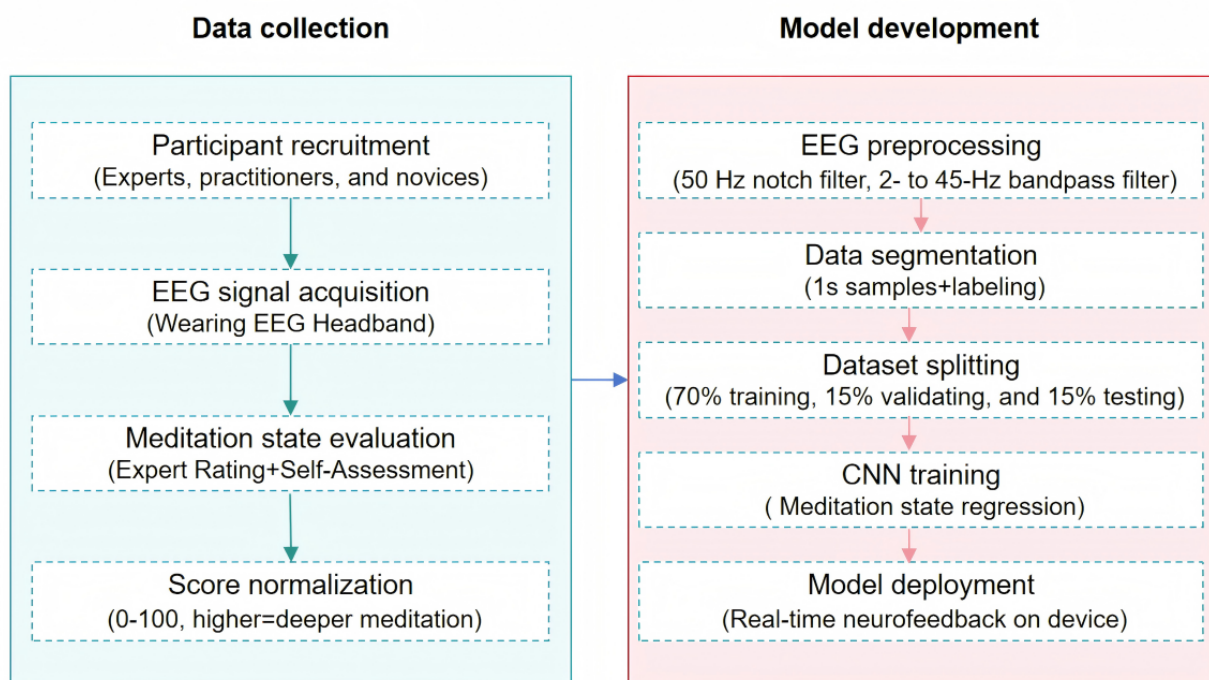 Data collection
Participant recruitment
(Experts, practitioners, and novices)
EEG signal acquisition
(Wearing EEG Headband)
Meditation state evaluation
(Expert Rating+Self-Assessment)
Score normalization
(0-100, higher=deeper meditation)
Model development
EEG preprocessing
(50 Hz notch filter, 2- to 45-Hz bandpass filter)
Data segmentation
(1s samples+labeling)
Dataset splitting
(70% training, 15% validating, and 15% testing)
CNN training
( Meditation state regression)
Model deployment
(Real-time neurofeedback on device)